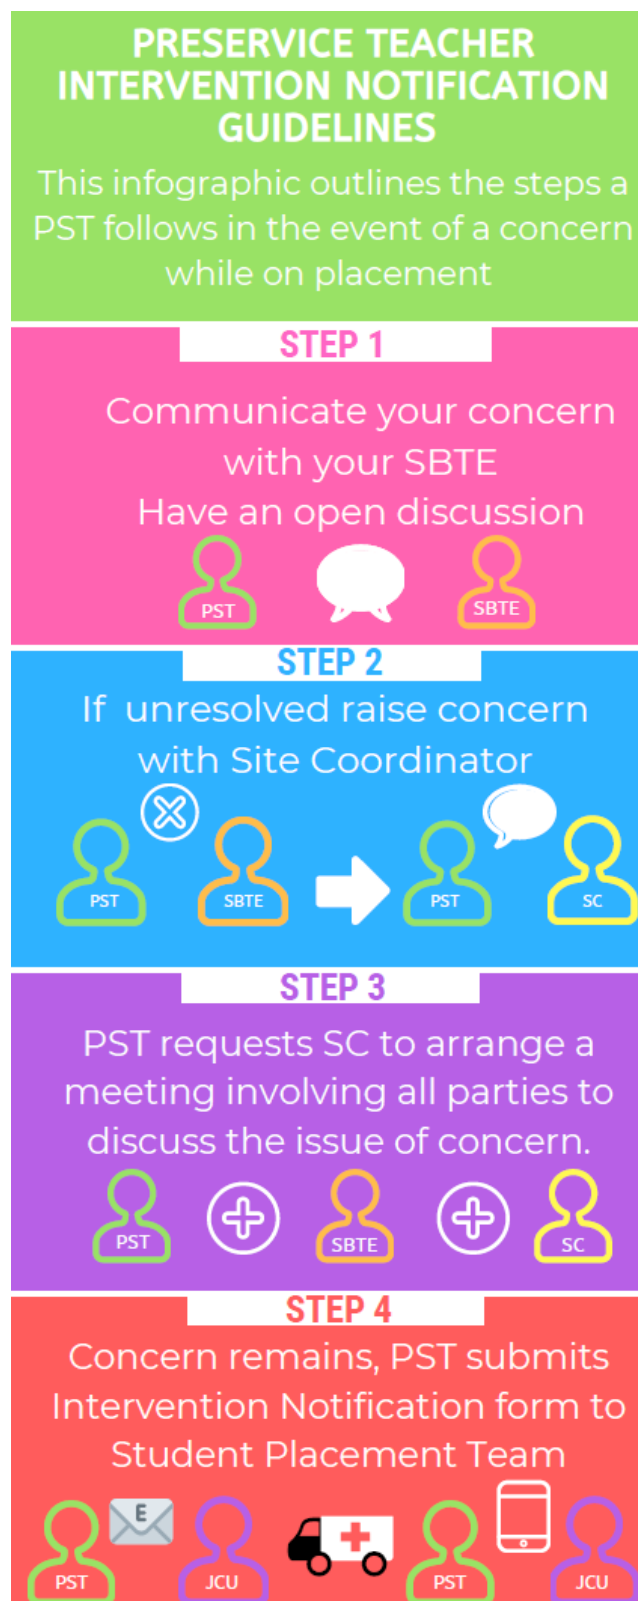 PRESERVICE TEACHER
INTERVENTION NOTIFICATION
GUIDELINES
This infographic outlines the steps a
PST follows in the event of a concern
while on placement
STEP 1
Communicate your concern
with your SBTE
Have an open discussion
PST SBTE
STEP 2
If unresolved raise concern
with Site Coordinator
PST SBTE PST SC
STEP 3
PST requests SC to arrange a
meeting involving all parties to
discuss the issue of concern.
PST SBTE SC
STEP 4
Concern remains, PST submits
Intervention Notification form to
Student Placement Team
E
PST JCU PST JCU